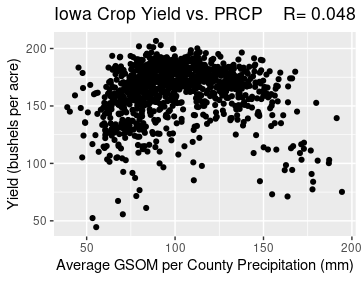 Iowa Crop Yield vs. PRCP R= 0.048
Yield (bushels per acre)
200
150
100
50
50 100 150 200
Average GSOM per County Precipitation (mm)